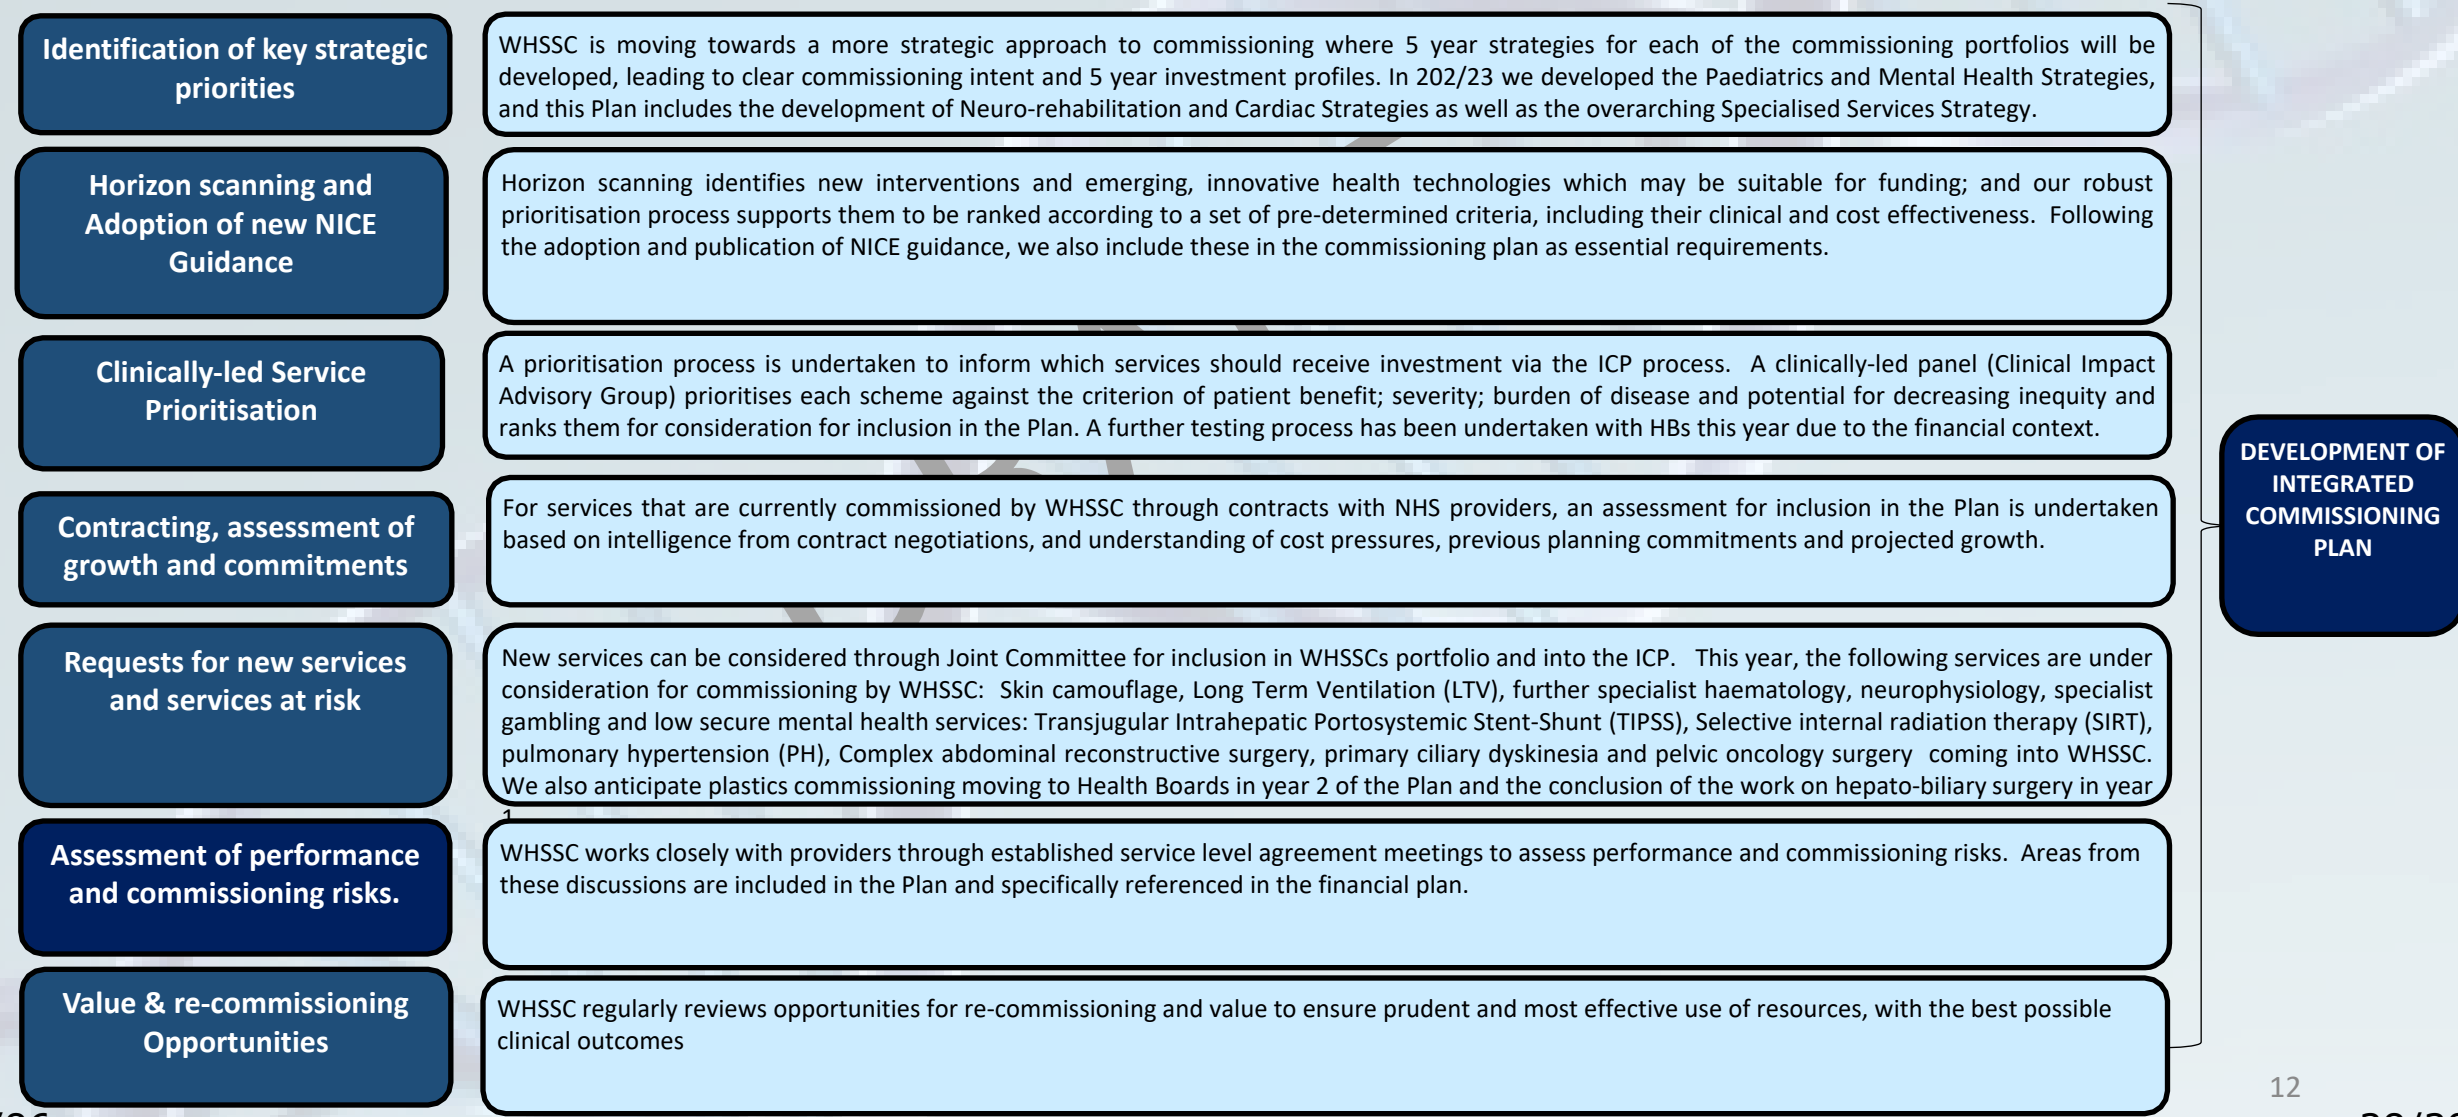 Identification of key strategic
priorities
WHSSC is moving towards a more strategic approach to commissioning where 5 year strategies for each of the commissioning portfolios will be
developed, leading to clear commissioning intent and 5 year investment profiles. In 202/23 we developed the Paediatrics and Mental Health Strategies,
and this Plan includes the development of Neuro-rehabilitation and Cardiac Strategies as well as the overarching Specialised Services Strategy.
Horizon scanning and
Adoption of new NICE
Guidance
Horizon scanning identifies new interventions and emerging, innovative health technologies which may be suitable for funding; and our robust
prioritisation process supports them to be ranked according to a set of pre-determined criteria, including their clinical and cost effectiveness. Following
the adoption and publication of NICE guidance, we also include these in the commissioning plan as essential requirements.
Clinically-led Service
Prioritisation
A prioritisation process is undertaken to inform which services should receive investment via the ICP process. A clinically-led panel (Clinical Impact
Advisory Group) prioritises each scheme against the criterion of patient benefit; severity; burden of disease and potential for decreasing inequity and
ranks them for consideration for inclusion in the Plan. A further testing process has been undertaken with HBs this year due to the financial context.
Contracting, assessment of
growth and commitments
For services that are currently commissioned by WHSSC through contracts with NHS providers, an assessment for inclusion in the Plan is undertaken
based on intelligence from contract negotiations, and understanding of cost pressures, previous planning commitments and projected growth.
Requests for new services
and services at risk
New services can be considered through Joint Committee for inclusion in WHSSCs portfolio and into the ICP. This year, the following services are under
consideration for commissioning by WHSSC: Skin camouflage, Long Term Ventilation (LTV), further specialist haematology, neurophysiology, specialist
gambling and low secure mental health services: Transjugular Intrahepatic Portosystemic Stent-Shunt (TIPSS), Selective internal radiation therapy (SIRT),
pulmonary hypertension (PH), Complex abdominal reconstructive surgery, primary ciliary dyskinesia and pelvic oncology surgery coming into WHSSC.
We also anticipate plastics commissioning moving to Health Boards in year 2 of the Plan and the conclusion of the work on hepato-biliary surgery in year
1
Assessment of performance
and commissioning risks.
WHSSC works closely with providers through established service level agreement meetings to assess performance and commissioning risks. Areas from
these discussions are included in the Plan and specifically referenced in the financial plan.
Value & re-commissioning
Opportunities
WHSSC regularly reviews opportunities for re-commissioning and value to ensure prudent and most effective use of resources, with the best possible
clinical outcomes
DEVELOPMENT OF
INTEGRATED
COMMISSIONING
PLAN
12